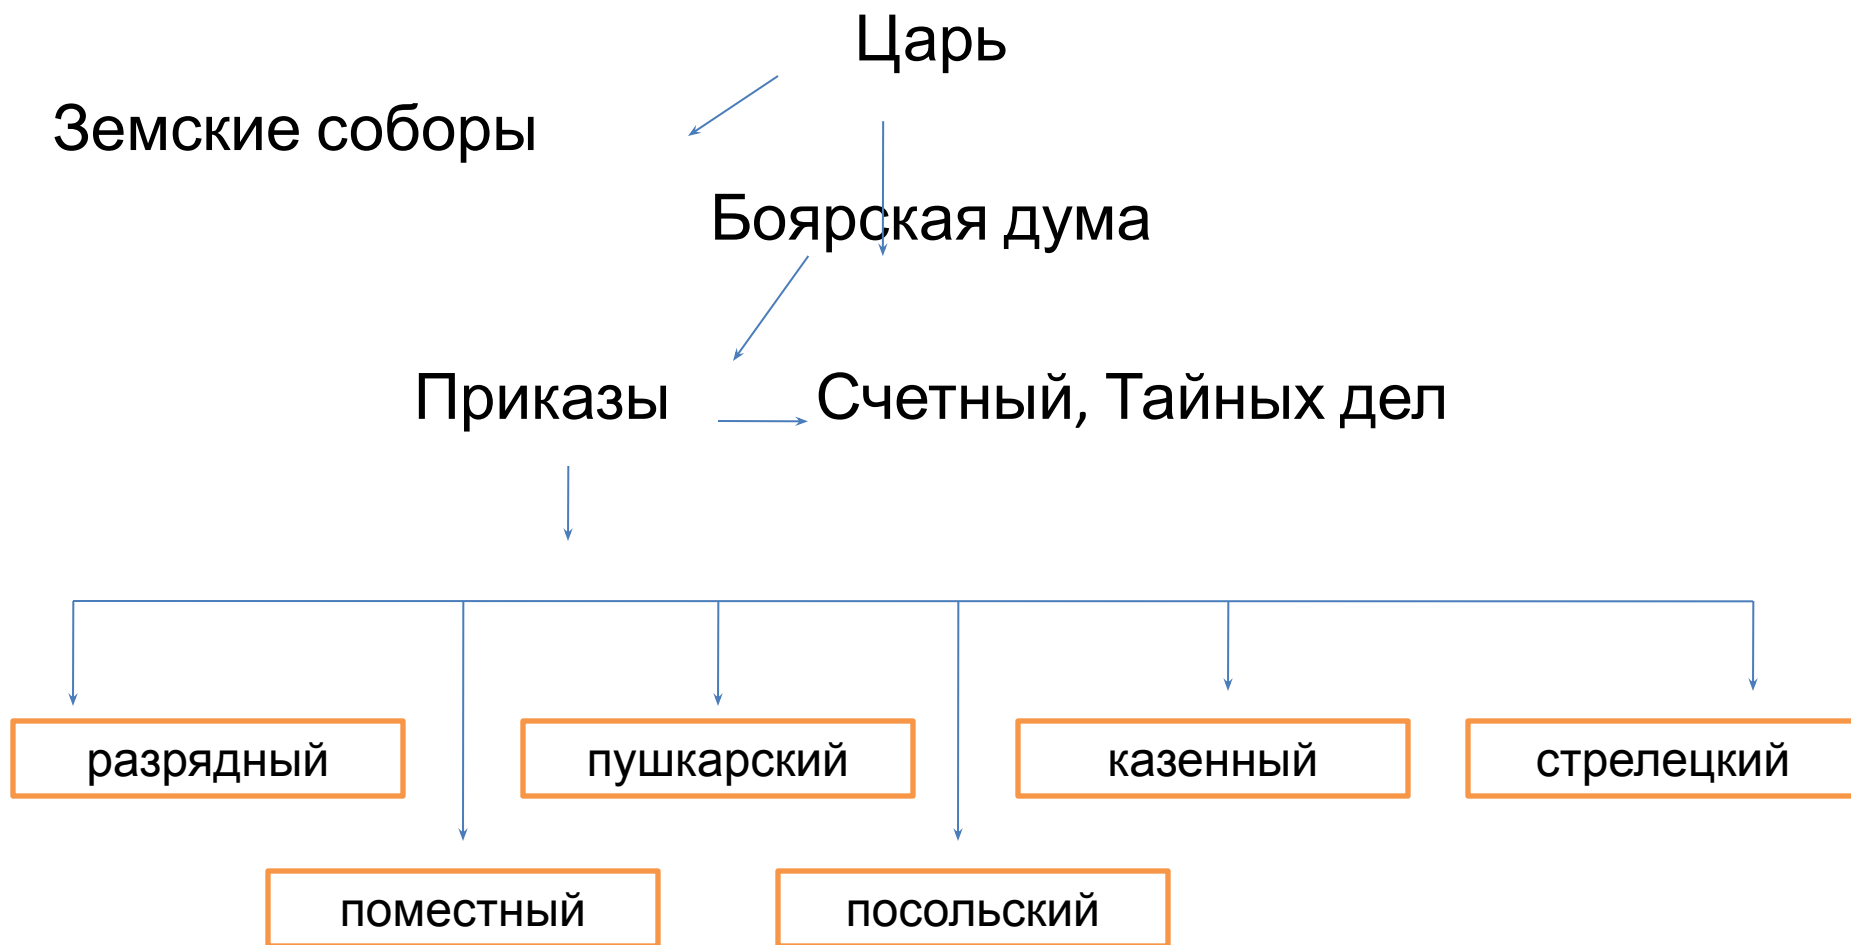 Царь
Земские соборы
Боярская дума
Приказы
Счетный, Тайных дел
разрядный
пушкарский
казенный
стрелецкий
поместный
посольский